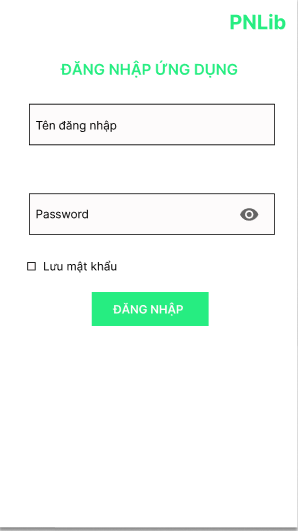 PNLib
ĐĂNG NHẬP ỨNG DỤNG
Tên đăng nhập
Password
Lưu mật khẩu
ĐĂNG NHẬP